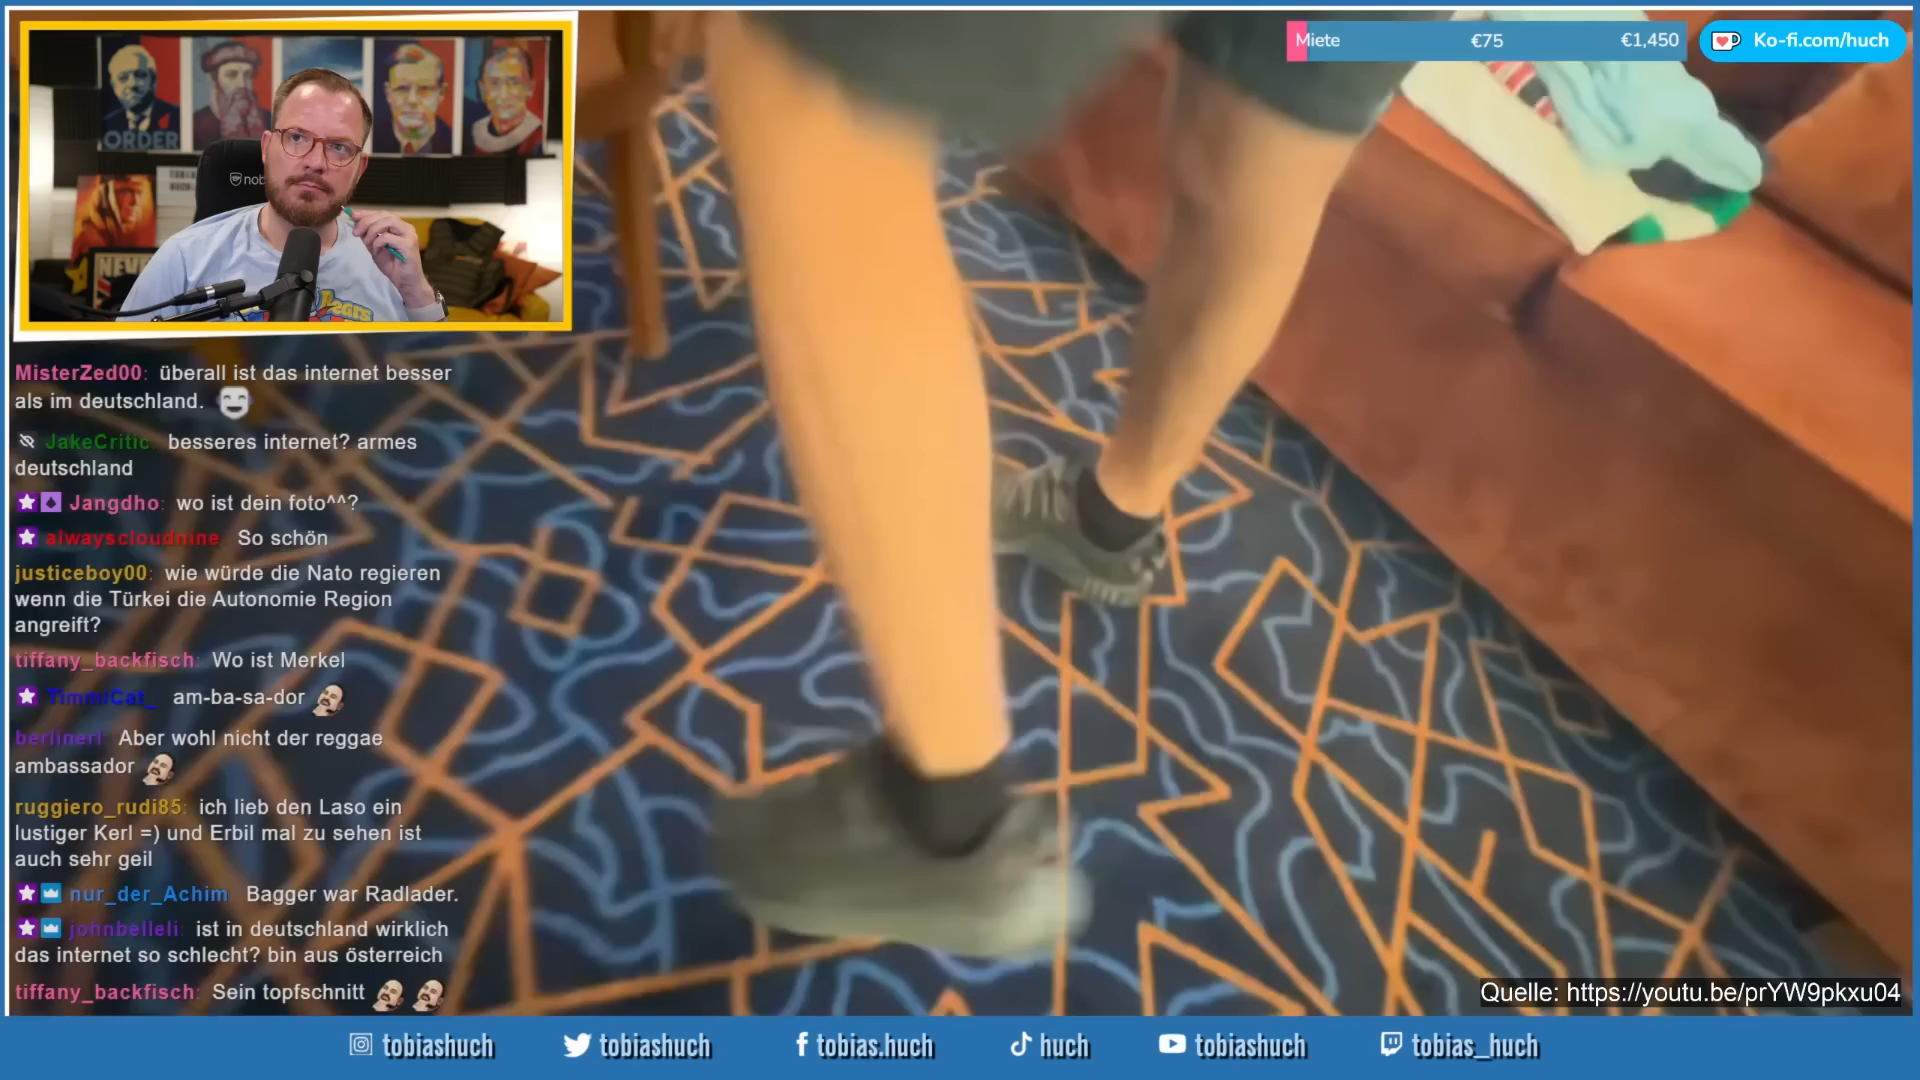 Miete €75 €1,450
Ko-fi.com/huch
ORDER
NEVE
MisterZed00: überall ist das internet besser
als im deutschland.
JakeCritic: besseres internet? armes
deutschland
Jangdho: wo ist dein foto^^?
alwayscloudnine: So schön
justiceboy00: wie würde die Nato regieren
wenn die Türkei die Autonomie Region
angreift?
tiffany_backfisch: Wo ist Merkel
TimmiCat_: am-ba-sa-dor
berlinerl: Aber wohl nicht der reggae
ambassador
ruggiero_rudi85: ich lieb den Laso ein
lustiger Kerl =) und Erbil mal zu sehen ist
auch sehr geil
nur_der_Achim: Bagger war Radlader.
johnbelleli: ist in deutschland wirklich
das internet so schlecht? bin aus österreich
tiffany_backfisch: Sein topfschnitt
Quelle: https://youtu.be/prYW9pkxu04
tobiashuch tobiashuch tobias.huch huch tobiashuch tobias_huch